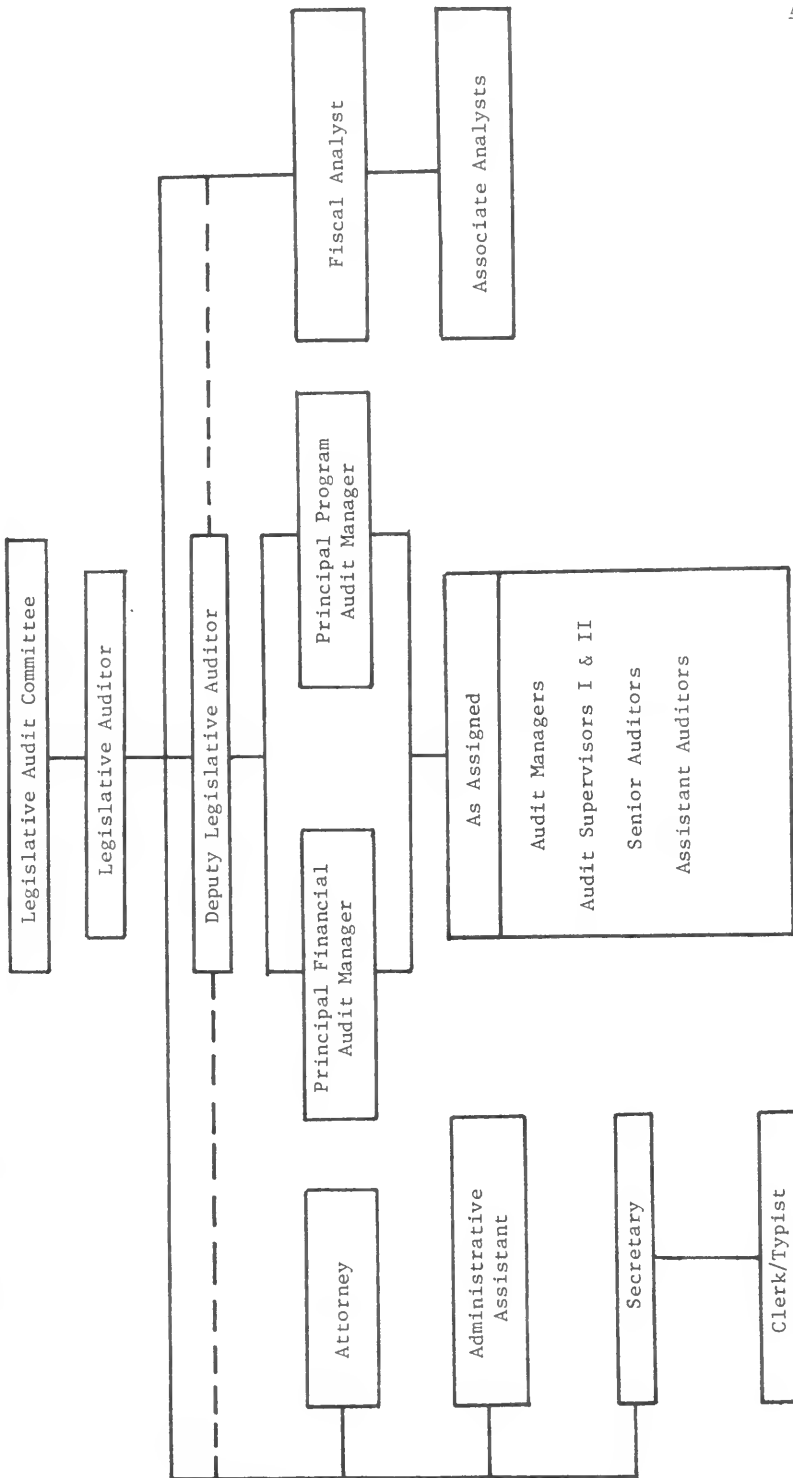 Legislative Audit Committee
Legislative Auditor
Deputy Legislative Auditor
Principal Financial
Audit Manager
Principal Program
Audit Manager
As Assigned
Audit Managers
Audit Supervisors I & II
Senior Auditors
Assistant Auditors
Attorney
Administrative
Assistant
Secretary
Clerk/Typist
Fiscal Analyst
Associate Analysts